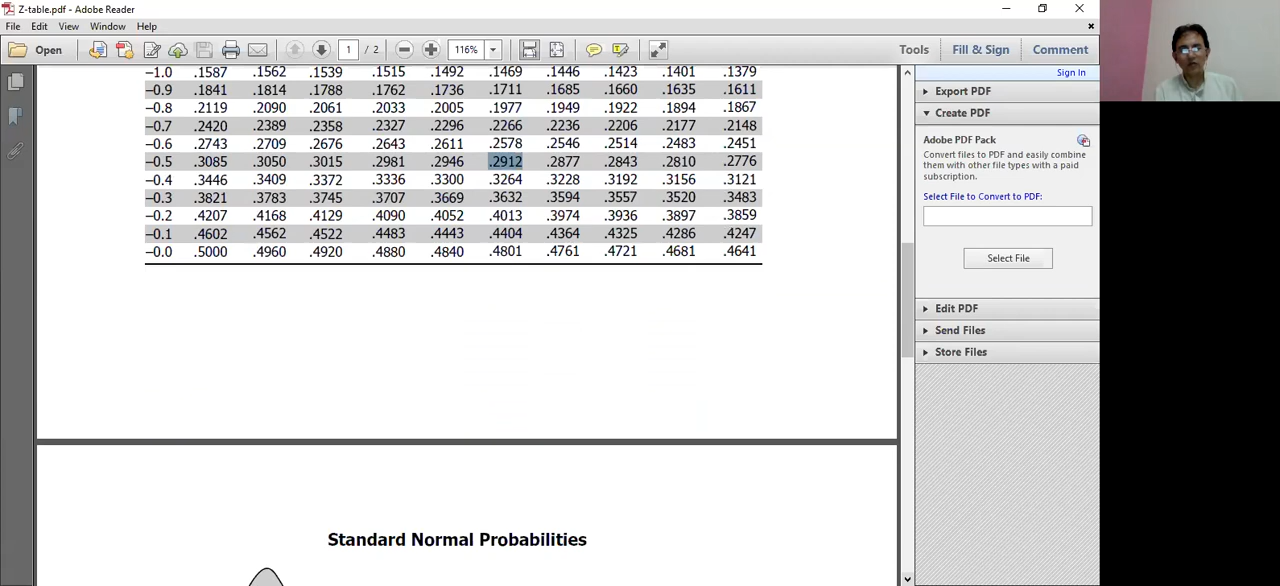 Z-table.pdf - Adobe Reader
File Edit View Window Help
Open 1 / 2 116% Tools Fill & Sign Comment
Sign In
Export PDF
Create PDF
Adobe PDF Pack
Convert files to PDF and easily combine
them with other file types with a paid
subscription.
Select File to Convert to PDF:
Select File
Edit PDF
Send Files
Store Files
−1.0 .1587 .1562 .1539 .1515 .1492 .1469 .1446 .1423 .1401 .1379
−0.9 .1841 .1814 .1788 .1762 .1736 .1711 .1685 .1660 .1635 .1611
−0.8 .2119 .2090 .2061 .2033 .2005 .1977 .1949 .1922 .1894 .1867
−0.7 .2420 .2389 .2358 .2327 .2296 .2266 .2236 .2206 .2177 .2148
−0.6 .2743 .2709 .2676 .2643 .2611 .2578 .2546 .2514 .2483 .2451
−0.5 .3085 .3050 .3015 .2981 .2946 .2912 .2877 .2843 .2810 .2776
−0.4 .3446 .3409 .3372 .3336 .3300 .3264 .3228 .3192 .3156 .3121
−0.3 .3821 .3783 .3745 .3707 .3669 .3632 .3594 .3557 .3520 .3483
−0.2 .4207 .4168 .4129 .4090 .4052 .4013 .3974 .3936 .3897 .3859
−0.1 .4602 .4562 .4522 .4483 .4443 .4404 .4364 .4325 .4286 .4247
−0.0 .5000 .4960 .4920 .4880 .4840 .4801 .4761 .4721 .4681 .4641
Standard Normal Probabilities